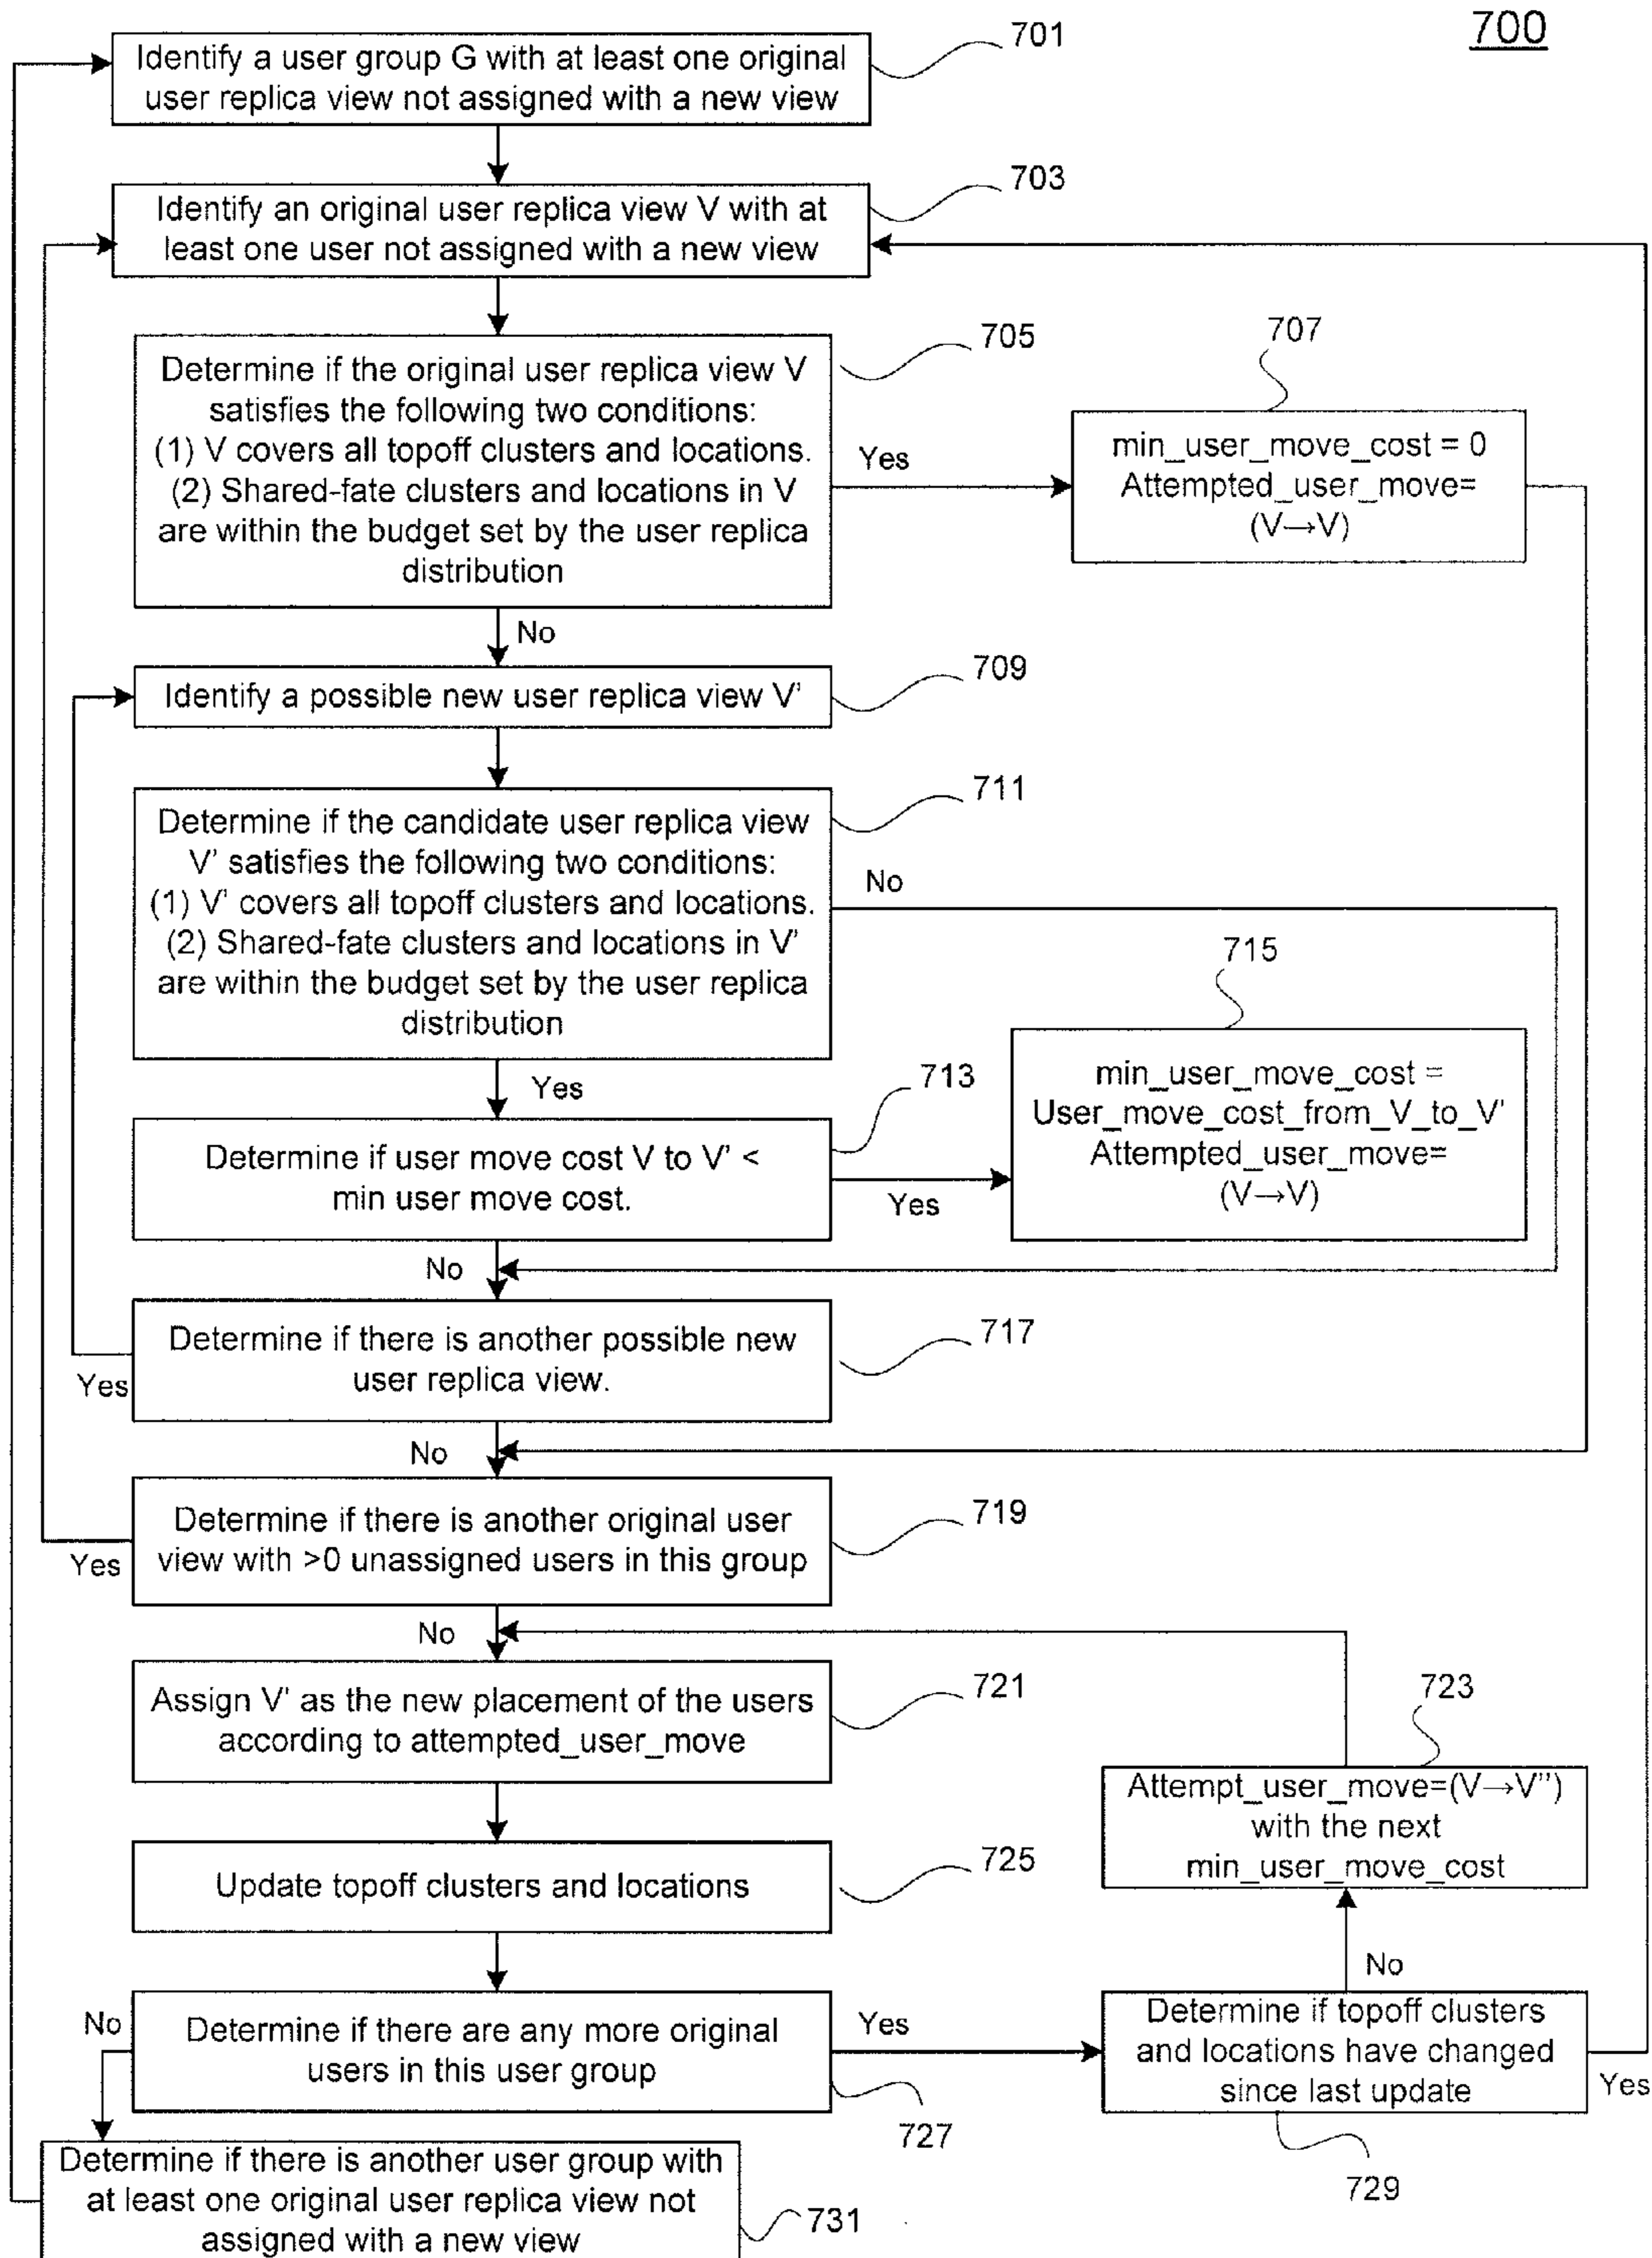 700
701
Identify a user group G with at least one original
user replica view not assigned with a new view
703
Identify an original user replica view V with at
least one user not assigned with a new view
705
Determine if the original user replica view V
satisfies the following two conditions:
(1) V covers all topoff clusters and locations.
(2) Shared-fate clusters and locations in V
are within the budget set by the user replica
distribution
Yes
707
min_user_move_cost = 0
Attempted_user_move=
(V→V)
No
709
Identify a possible new user replica view V'
711
Determine if the candidate user replica view
V' satisfies the following two conditions:
(1) V' covers all topoff clusters and locations.
(2) Shared-fate clusters and locations in V'
are within the budget set by the user replica
distribution
No
Yes
713
Determine if user move cost V to V' <
min user move cost.
Yes
715
min_user_move_cost =
User_move_cost_from_V_to_V'
Attempted_user_move=
(V→V)
No
717
Determine if there is another possible new
user replica view.
Yes
No
719
Determine if there is another original user
view with >0 unassigned users in this group
Yes
No
721
Assign V' as the new placement of the users
according to attempted_user_move
723
Attempt_user_move=(V→V’’)
with the next
min_user_move_cost
725
Update topoff clusters and locations
No
No
Determine if there are any more original
users in this user group
Yes
727
Determine if topoff clusters
and locations have changed
since last update
Yes
729
Determine if there is another user group with
at least one original user replica view not
assigned with a new view
731